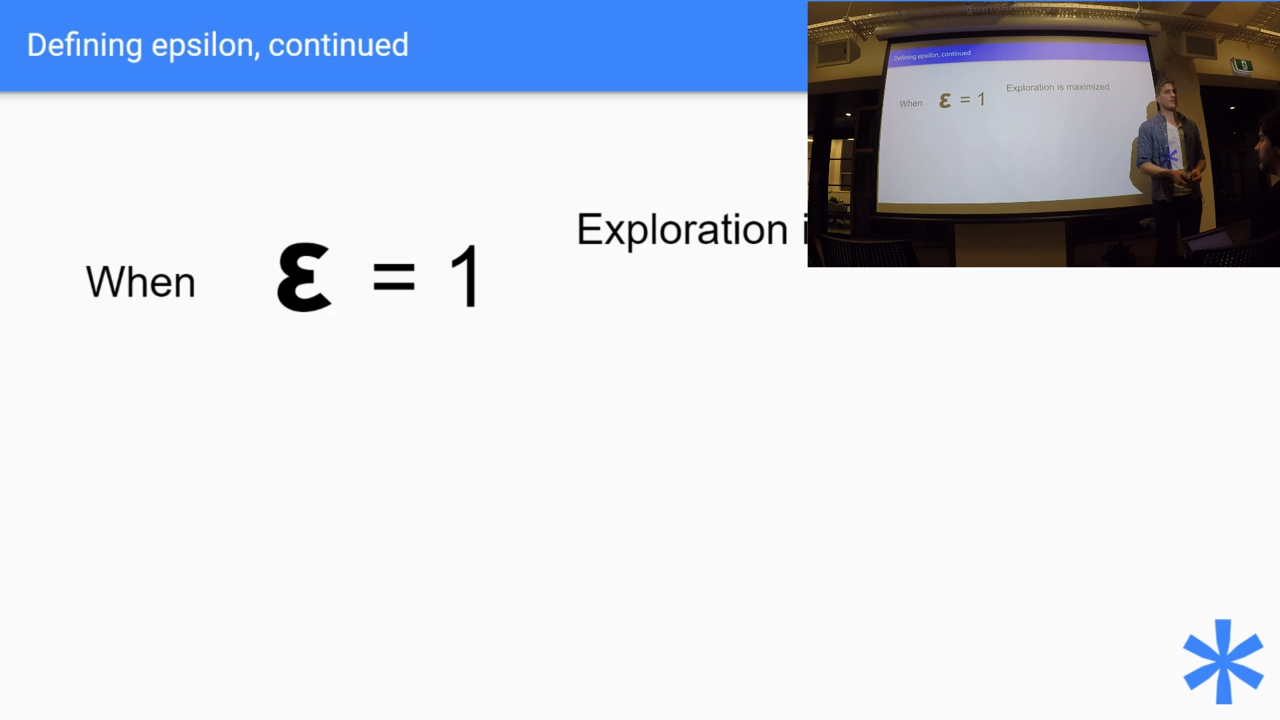 Defining epsilon, continued
When ε = 1
Exploration i
Defining epsilon, continued
When ε = 1
Exploration is maximized